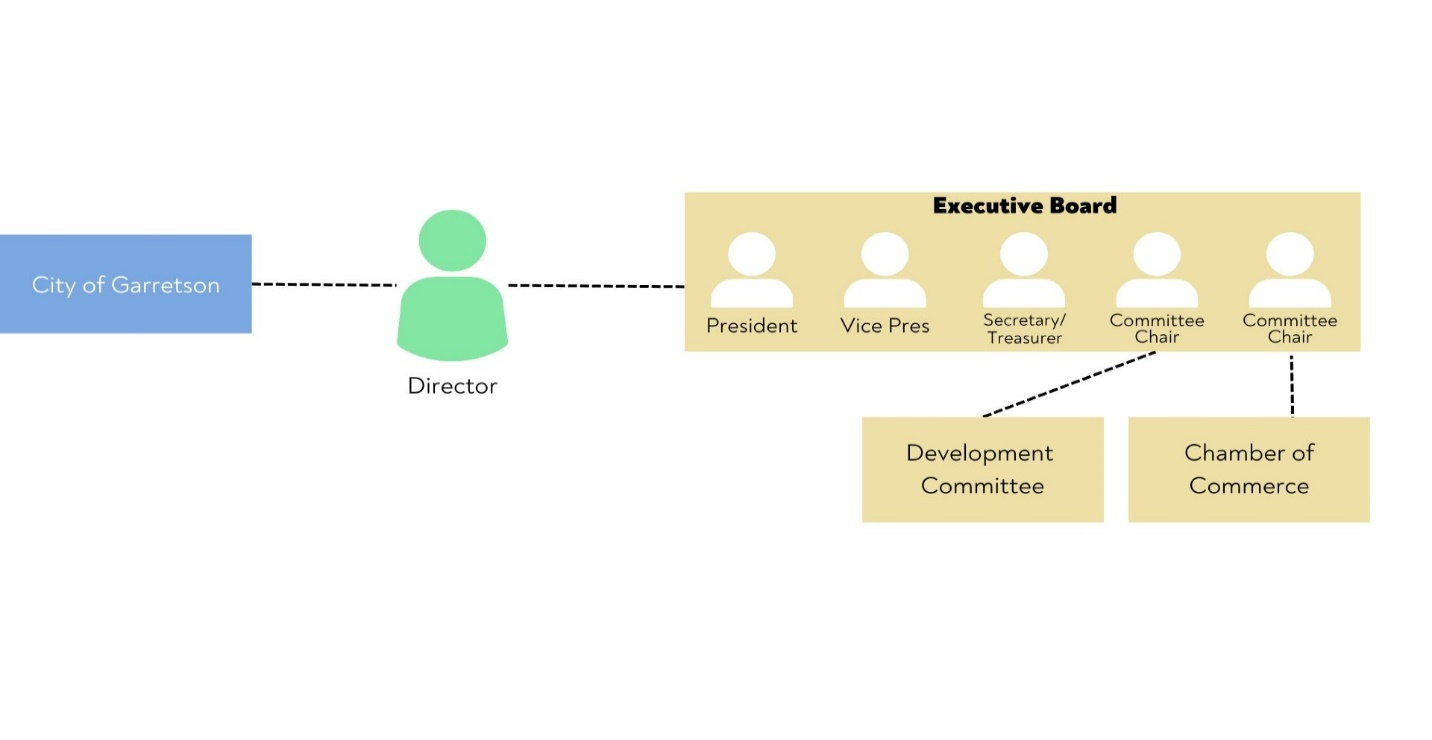 City of Garretson
Director
Executive Board
President
Vice Pres
Secretary/
Treasurer
Committee
Chair
Committee
Chair
Development
Committee
Chamber of
Commerce